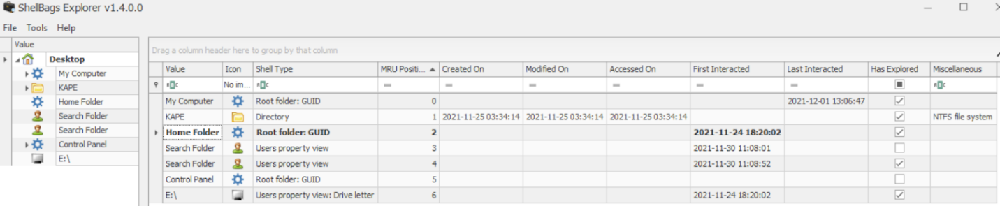 ShellBags Explorer v1.4.0.0
File Tools Help
Value
Desktop
My Computer
KAPE
Home Folder
Search Folder
Search Folder
Control Panel
E:\
Drag a column header here to group by that column
Value Icon Shell Type MRU Positi... Created On Modified On Accessed On First Interacted Last Interacted Has Explored Miscellaneous
No im... = = = = = =
My Computer Root folder: GUID 0 2021-12-01 13:06:47
KAPE Directory 1 2021-11-25 03:34:14 2021-11-25 03:34:14 2021-11-25 03:34:14 NTFS file system
Home Folder Root folder: GUID 2 2021-11-24 18:20:02
Search Folder Users property view 3 2021-11-30 11:08:01
Search Folder Users property view 4 2021-11-30 11:08:52
Control Panel Root folder: GUID 5
E:\ Users property view: Drive letter 6 2021-11-24 18:20:02